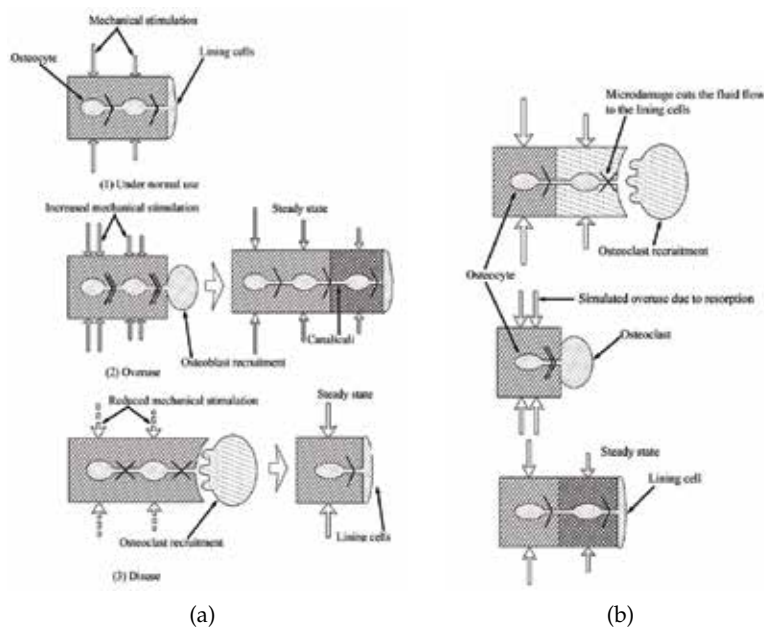 Mechanical stimulation
Osteocyte
Lining cells
(1) Under normal use
Increased mechanical stimulation
Steady state
Canaliculi
Osteoblast recruitment
(2) Overuse
Reduced mechanical stimulation
Steady state
Osteoclast recruitment
Lining cells
(3) Disuse
(a)
Microdamage cuts the fluid flow
to the lining cells
Osteoclast recruitment
Osteocyte
Simulated overuse due to resorption
Osteoclast
Steady state
Lining cell
(b)